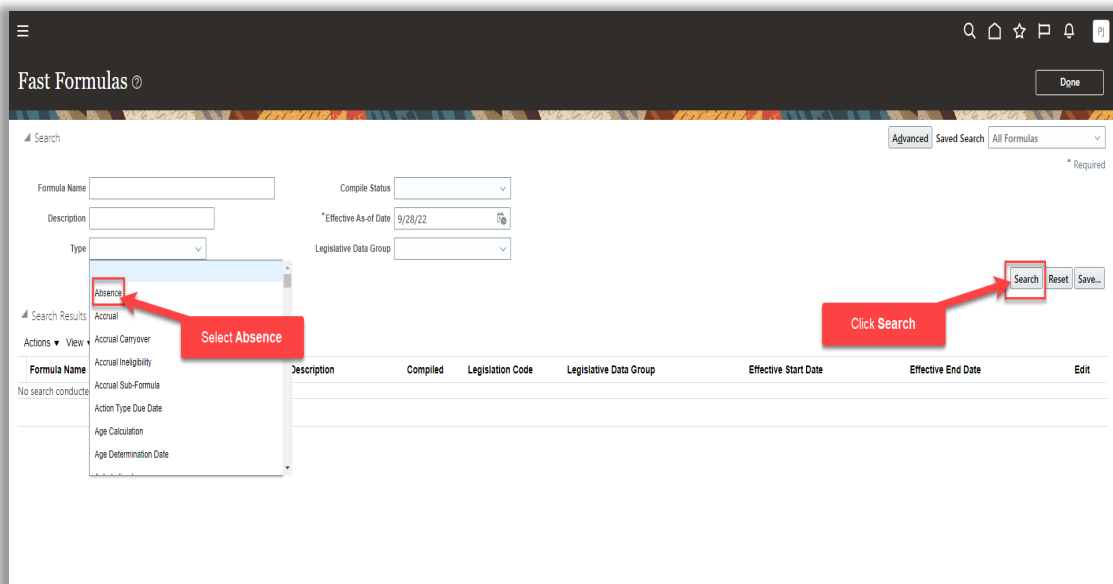 PJ
Fast Formulas
Done
Search
Advanced Saved Search All Formulas
* Required
Formula Name
Compile Status
Description
*Effective As-of Date 9/28/22
Type
Legislative Data Group
Absence
Search Reset Save...
Search Results
Accrual
Select Absence
Click Search
Actions View
Accrual Carryover
Accrual Ineligibility
Formula Name Description Compiled Legislation Code Legislative Data Group Effective Start Date Effective End Date Edit
Accrual Sub-Formula
No search conducte
Action Type Due Date
Age Calculation
Age Determination Date